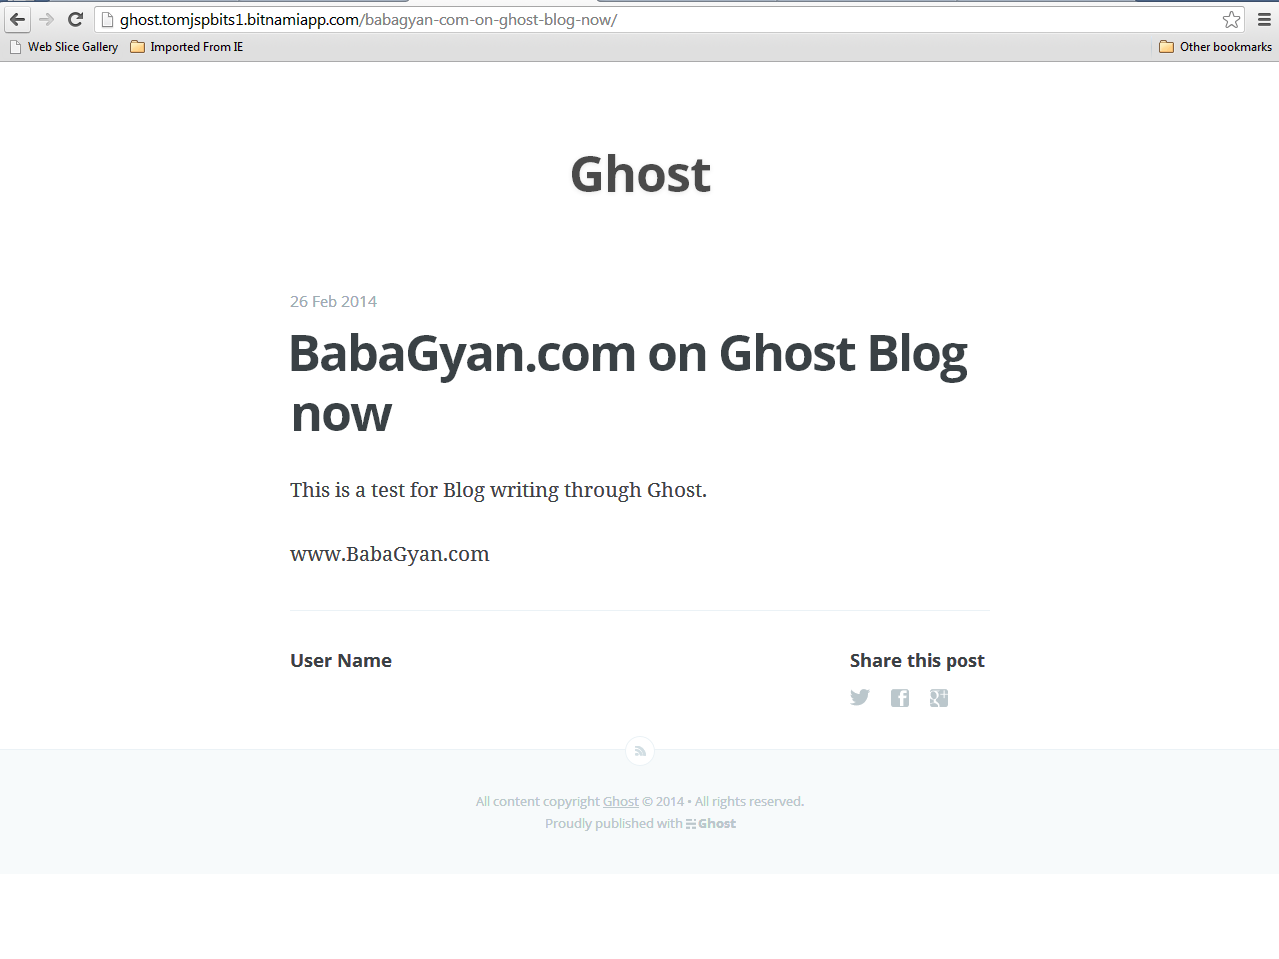 ghost.tomjspbits1.bitnamiapp.com/babagyan-com-on-ghost-blog-now/
Web Slice Gallery Imported From IE Other bookmarks
Ghost
26 Feb 2014
BabaGyan.com on Ghost Blog
now
This is a test for Blog writing through Ghost.
www.BabaGyan.com
User Name
Share this post
All content copyright Ghost © 2014 • All rights reserved.
Proudly published with Ghost